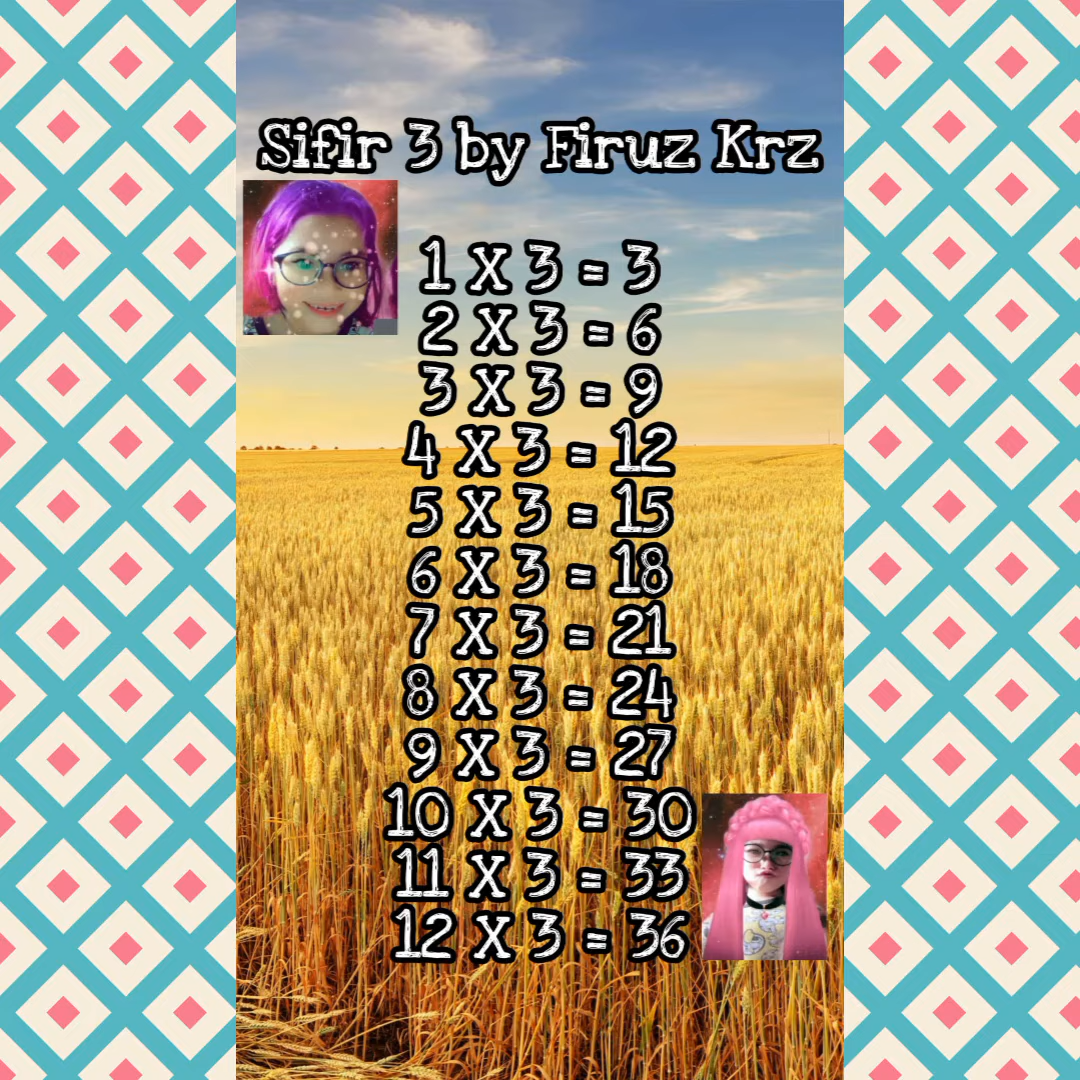 Sifir 3 by Firuz Krz
1 X 3 = 3
2 X 3 = 6
3 X 3 = 9
4 X 3 = 12
5 X 3 = 15
6 X 3 = 18
7 X 3 = 21
8 X 3 = 24
9 X 3 = 27
10 X 3 = 30
11 X 3 = 33
12 X 3 = 36